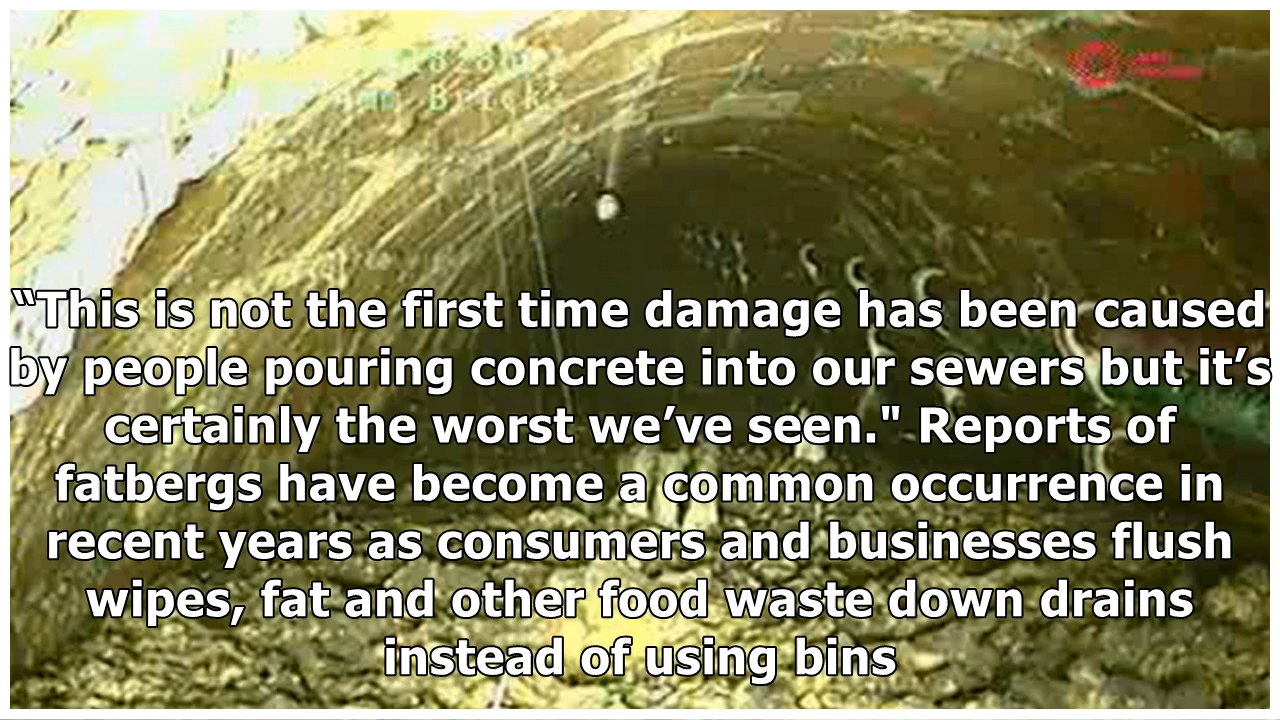 Brick
“This is not the first time damage has been caused
by people pouring concrete into our sewers but it’s
certainly the worst we’ve seen." Reports of
fatbergs have become a common occurrence in
recent years as consumers and businesses flush
wipes, fat and other food waste down drains
instead of using bins